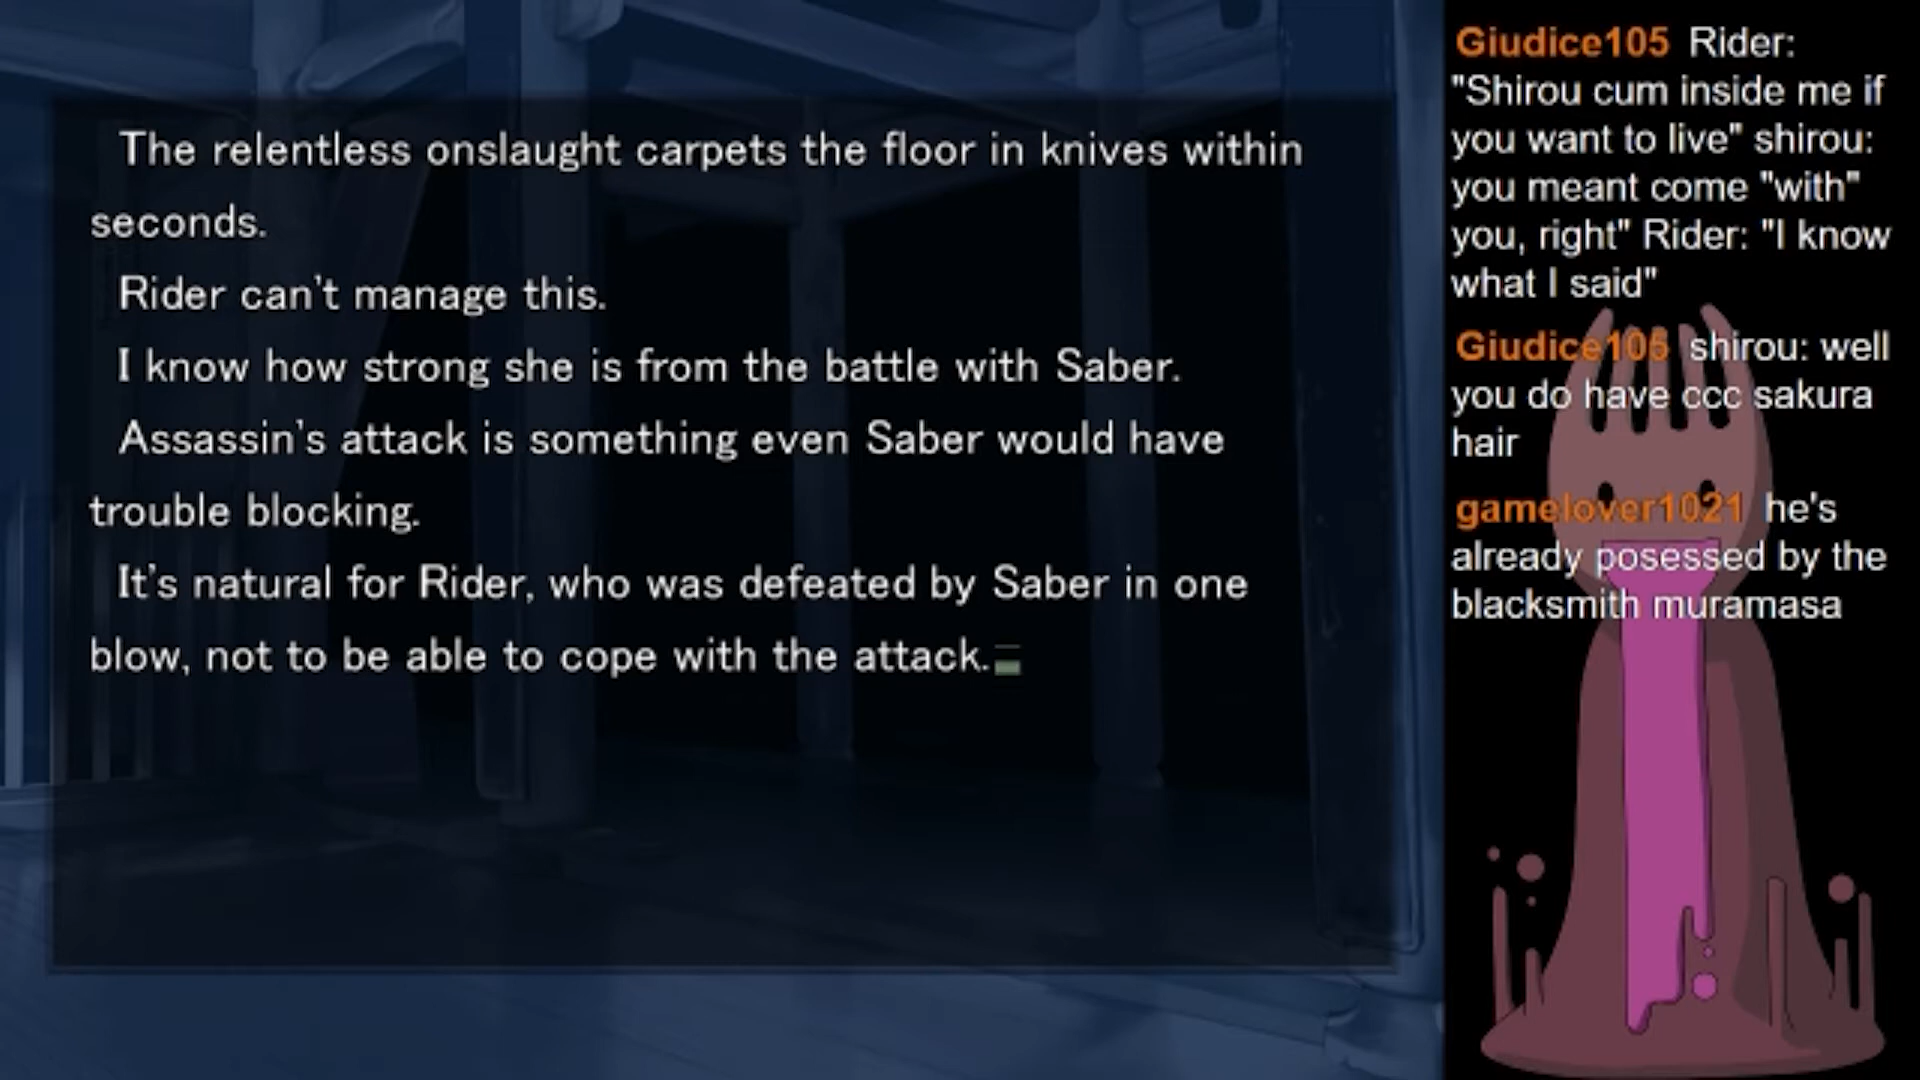 The relentless onslaught carpets the floor in knives within
seconds.
Rider can't manage this.
I know how strong she is from the battle with Saber.
Assassin's attack is something even Saber would have
trouble blocking.
It's natural for Rider, who was defeated by Saber in one
blow, not to be able to cope with the attack.
Giudice105 Rider:
"Shirou cum inside me if
you want to live" shirou:
you meant come "with"
you, right" Rider: "I know
what I said"
Giudice105 shirou: well
you do have ccc sakura
hair
gamelover1021 he's
already posessed by the
blacksmith muramasa